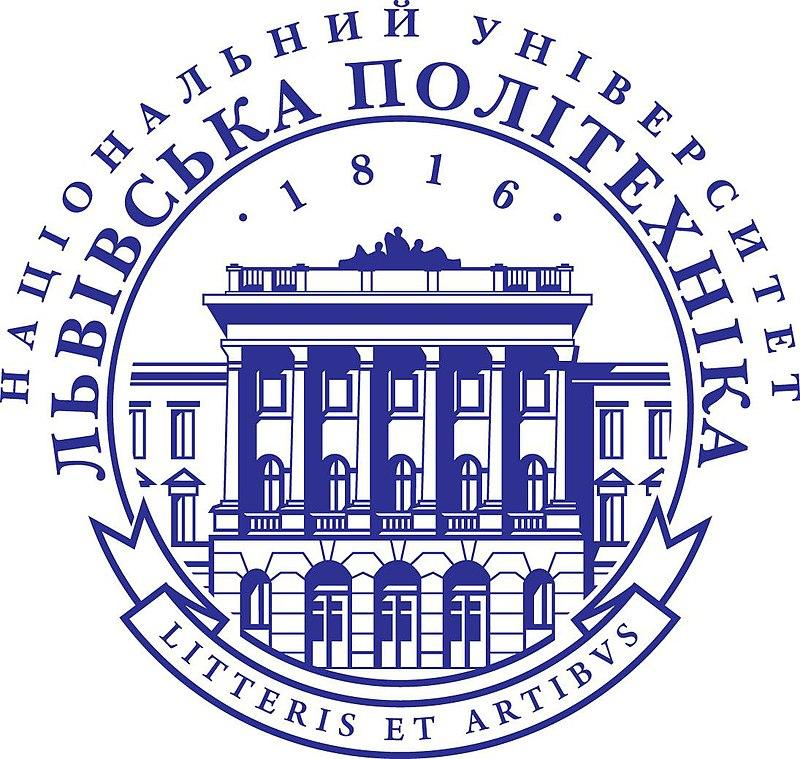 НАЦІОНАЛЬНИЙ УНІВЕРСИТЕТ
ЛЬВІВСЬКА ПОЛІТЕХНІКА
· 1816 ·
LITTERIS ET ARTIBVS